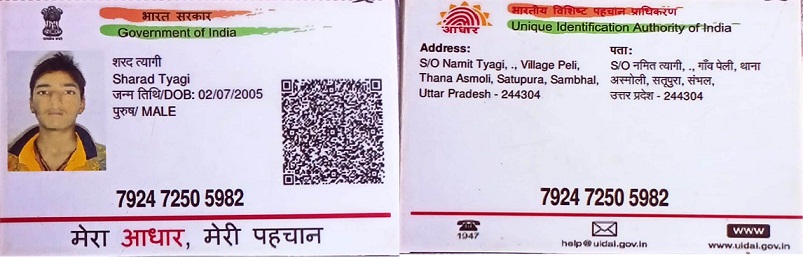 भारत सरकार
Government of India
शरद त्यागी
Sharad Tyagi
जन्म तिथि/DOB: 02/07/2005
पुरुष/ MALE
7924 7250 5982
मेरा आधार, मेरी पहचान
भारतीय विशिष्ट पहचान प्राधिकरण
Unique Identification Authority of India
आधार
Address:
S/O Namit Tyagi, ., Village Peli,
Thana Asmoli, Satupura, Sambhal,
Uttar Pradesh - 244304
पता:
S/O नमित त्यागी, ., गाँव पेली, थाना
अस्मोली, सतूपुरा, संभल,
उत्तर प्रदेश - 244304
7924 7250 5982
1947
help@uidai.gov.in
www
www.uidai.gov.in